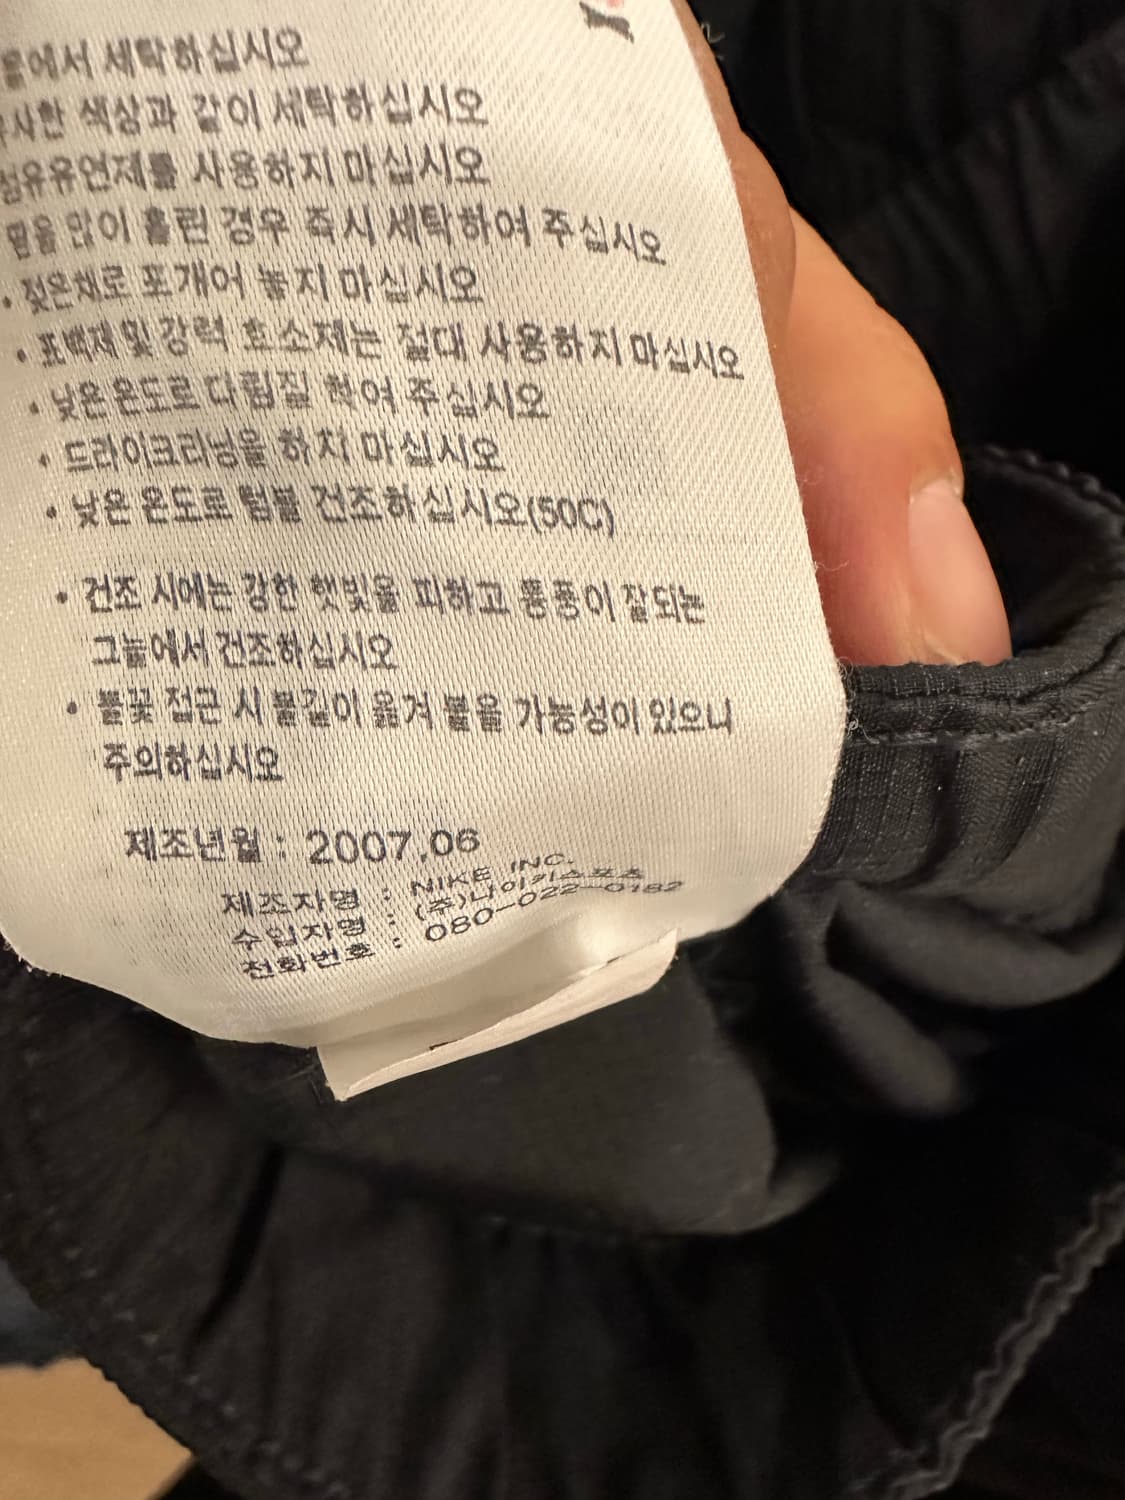 세탁하십시오
색상과 같이 세탁하십시오
섬유유연제를 사용하지 마십시오
땀을 많이 흘린 경우 즉시 세탁하여 주십시오
• 젖은채로 포개어 놓지 마십시오
• 표백제 및 강력 효소제는 절대 사용하지 마십시오
• 낮은 온도로 다림질 하여 주십시오
• 드라이크리닝을 하지 마십시오
• 낮은 온도로 텀블 건조하십시오(50C)
• 건조 시에는 강한 햇빛을 피하고 통풍이 잘되는
그늘에서 건조하십시오
• 불꽃 접근 시 불길이 옮겨 붙을 가능성이 있으니
주의하십시오
제조년월 : 2007.06
제조자명 : NIKE INC.
수입자명 : (주)나이키스포츠
전화번호 : 080-022-0182